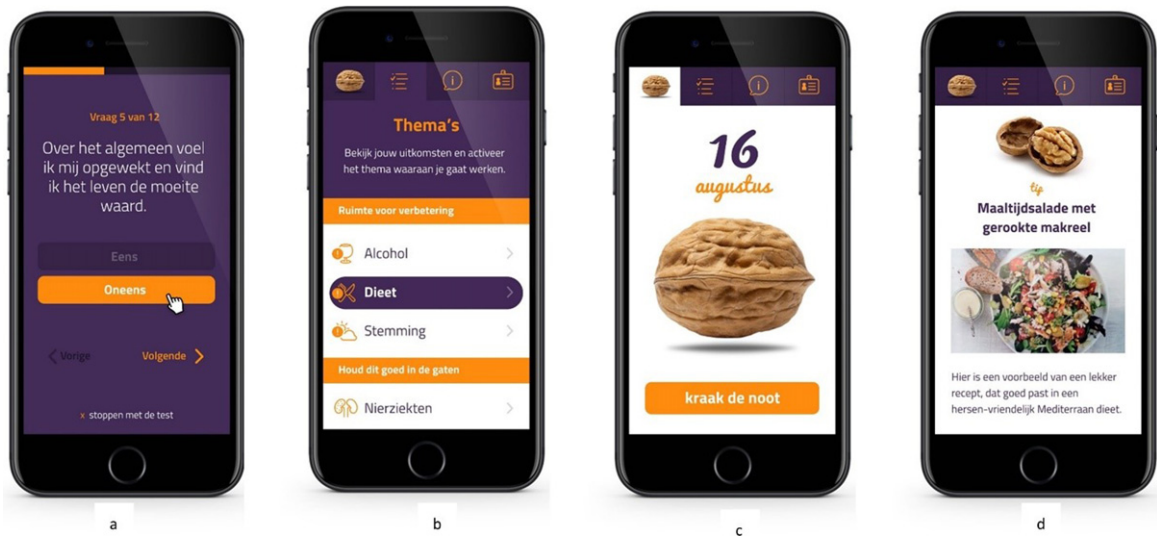 Vraag 5 van 12
Over het algemeen voel
ik mij opgewekt en vind
ik het leven de moeite
waard.
Eens
Oneens
Vorige
Volgende
x stoppen met de test
a
Thema's
Bekijk jouw uitkomsten en activeer
het thema waaraan je gaat werken.
Ruimte voor verbetering
Alcohol
Dieet
Stemming
Houd dit goed in de gaten
Nierziekten
b
16
augustus
kraak de noot
c
tip
Maaltijdsalade met
gerookte makreel
Hier is een voorbeeld van een lekker
recept, dat goed past in een
hersen-vriendelijk Mediterraan dieet.
d